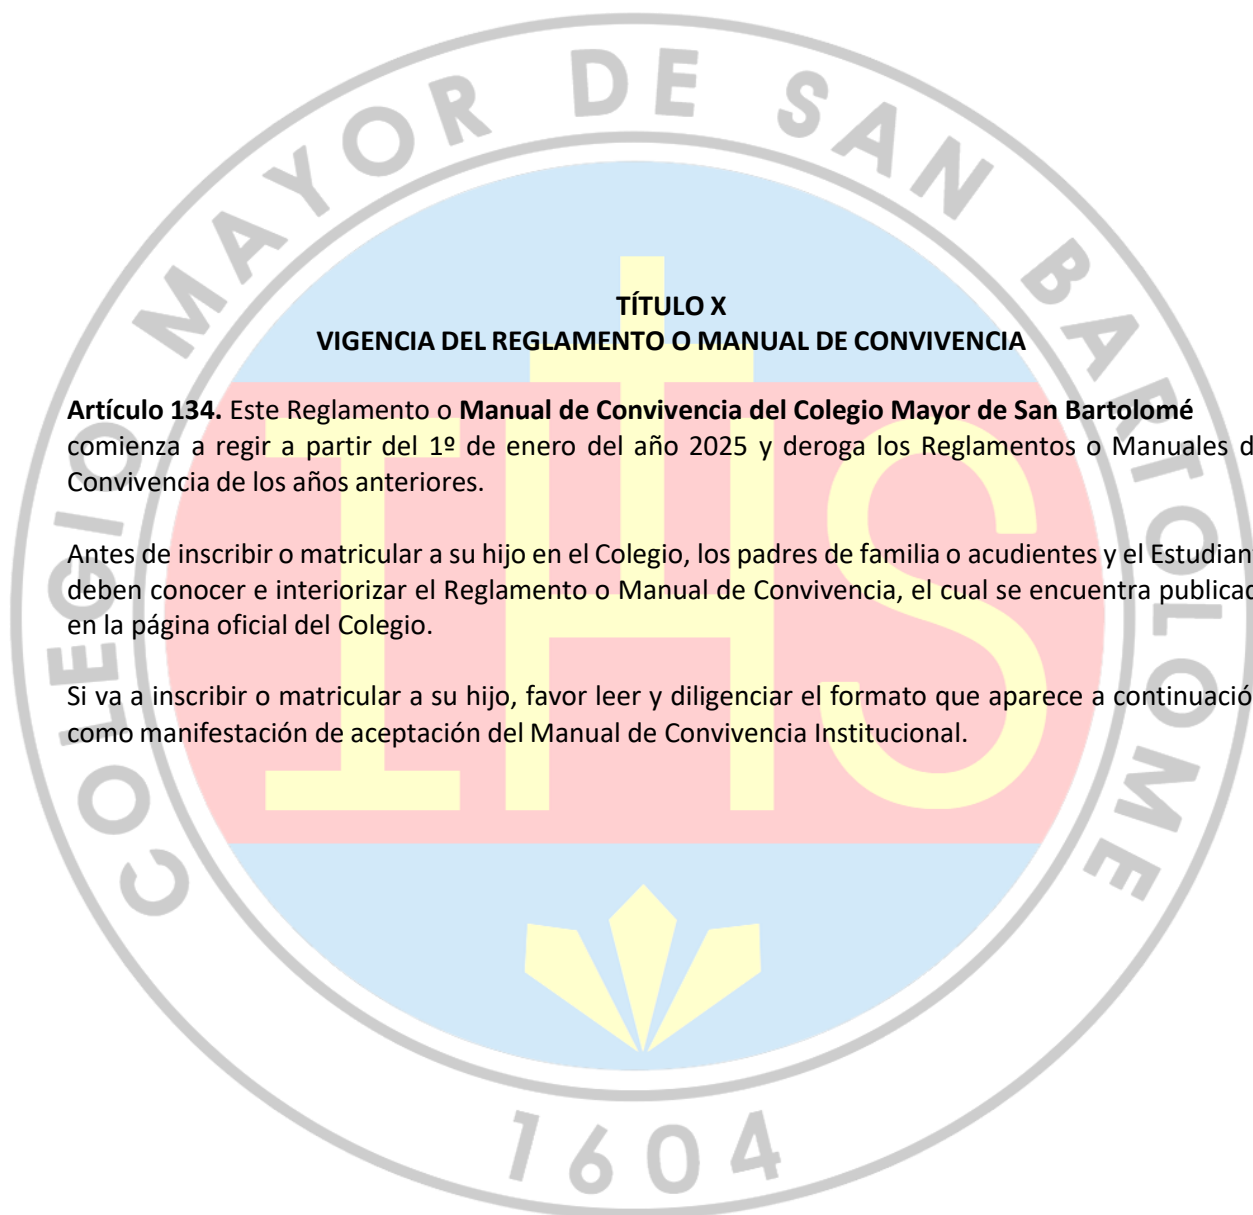 COLEGIO MAYOR DE SAN BARTOLOME
TÍTULO X
VIGENCIA DEL REGLAMENTO O MANUAL DE CONVIVENCIA
Artículo 134. Este Reglamento o Manual de Convivencia del Colegio Mayor de San Bartolomé
comienza a regir a partir del 1º de enero del año 2025 y deroga los Reglamentos o Manuales d
Convivencia de los años anteriores.
Antes de inscribir o matricular a su hijo en el Colegio, los padres de familia o acudientes y el Estudian
deben conocer e interiorizar el Reglamento o Manual de Convivencia, el cual se encuentra publicad
en la página oficial del Colegio.
Si va a inscribir o matricular a su hijo, favor leer y diligenciar el formato que aparece a continuació
como manifestación de aceptación del Manual de Convivencia Institucional.
IHS
1604